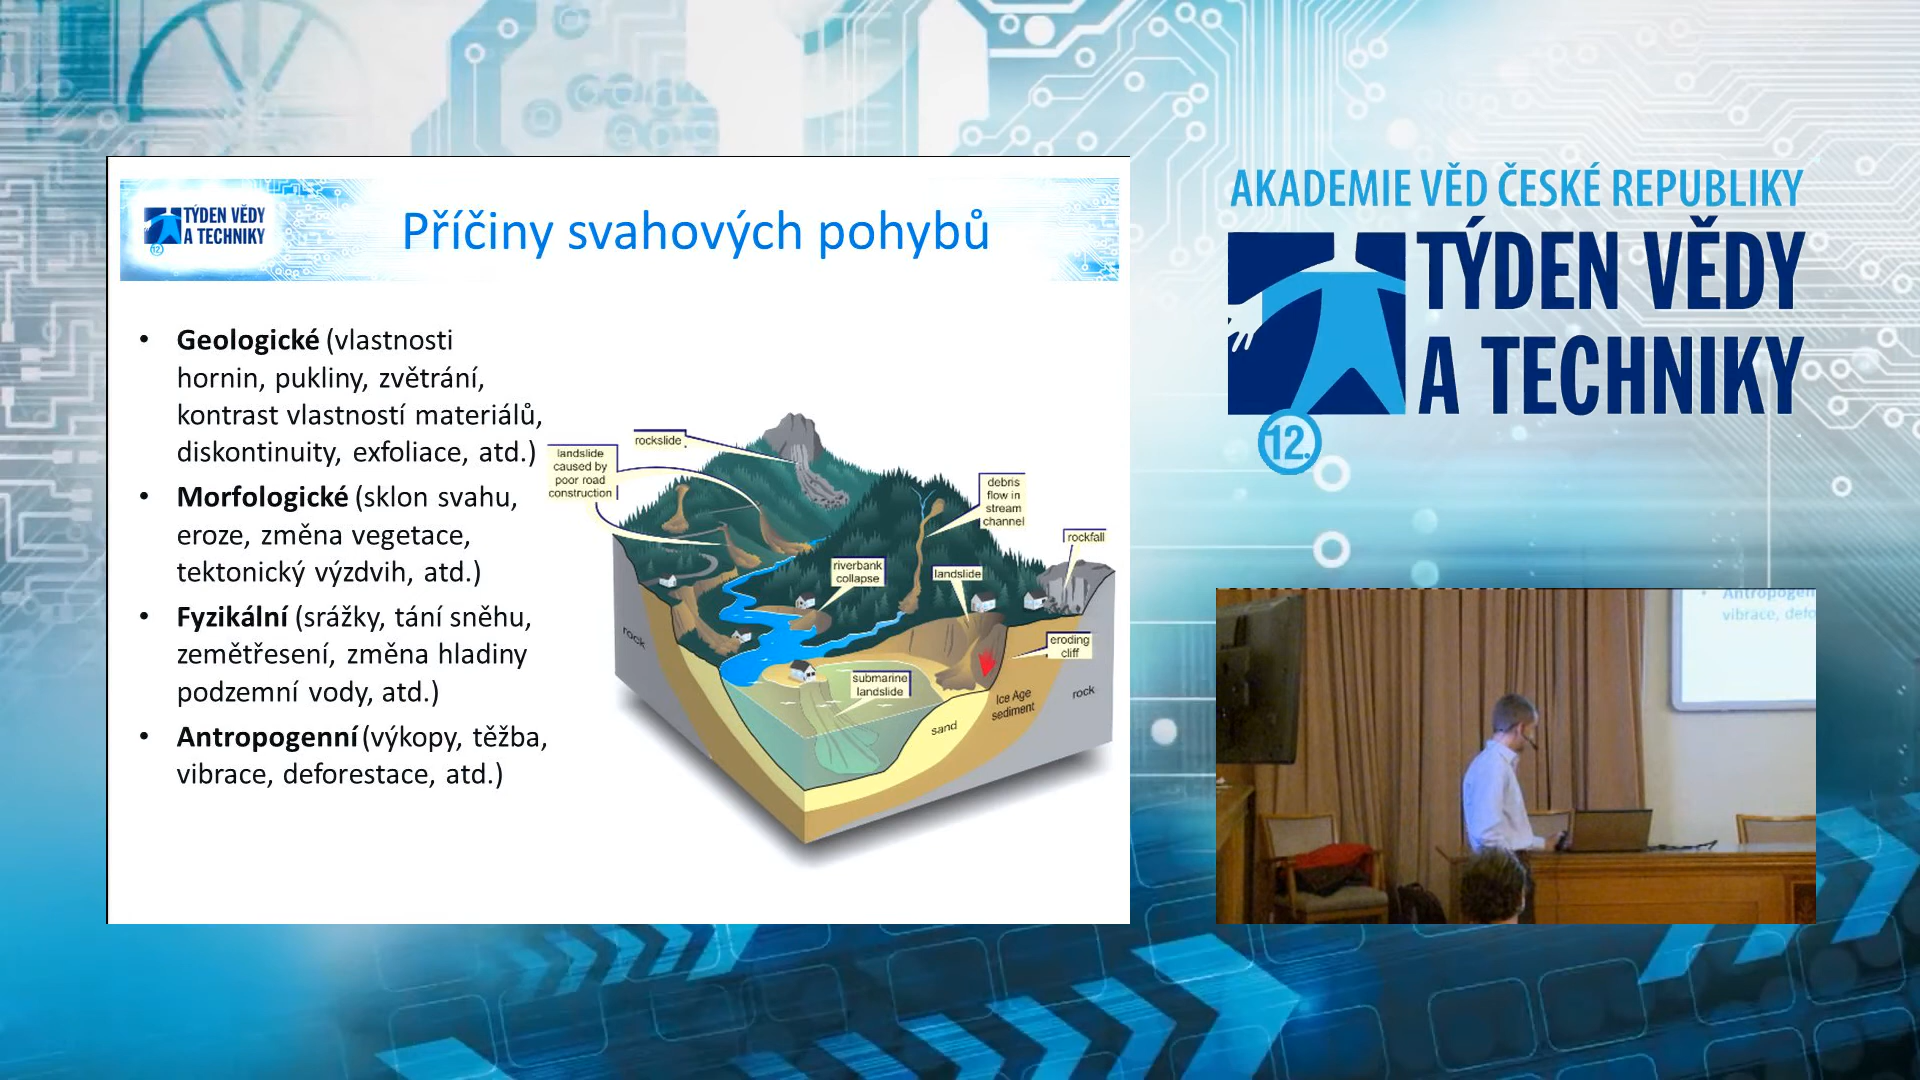 TÝDEN VĚDY
A TECHNIKY
12.
Příčiny svahových pohybů
• Geologické (vlastnosti
hornin, pukliny, zvětrání,
kontrast vlastností materiálů,
diskontinuity, exfoliace, atd.)
• Morfologické (sklon svahu,
eroze, změna vegetace,
tektonický výzdvih, atd.)
• Fyzikální (srážky, tání sněhu,
zemětřesení, změna hladiny
podzemní vody, atd.)
• Antropogenní (výkopy, těžba,
vibrace, deforestace, atd.)
rockslide
landslide
caused by
poor road
construction
debris
flow in
stream
channel
rockfall
riverbank
collapse
landslide
rock
eroding
cliff
submarine
landslide
Ice Age
sediment
rock
sand
AKADEMIE VĚD ČESKÉ REPUBLIKY
TÝDEN VĚDY
A TECHNIKY
12.
• Antropogen
vibrace, defo